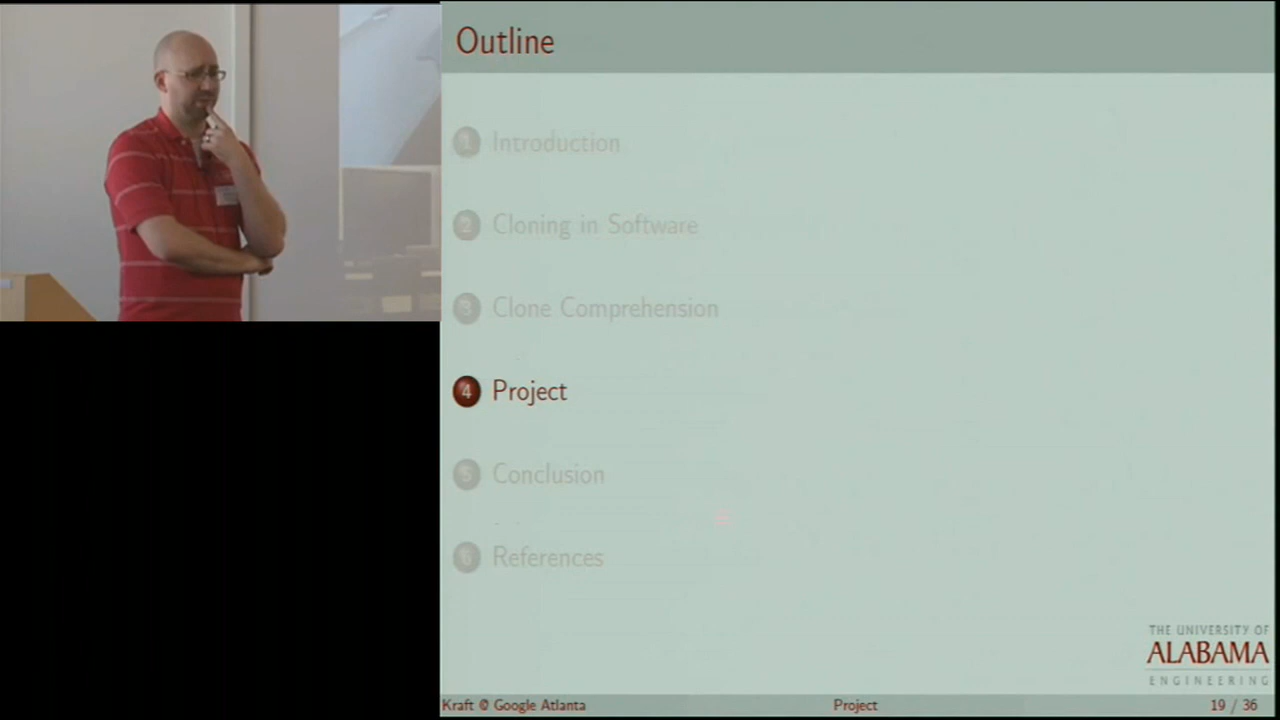 Outline
1 Introduction
2 Cloning in Software
3 Clone Comprehension
4 Project
5 Conclusion
6 References
THE UNIVERSITY OF
ALABAMA
ENGINEERING
Kraft @ Google Atlanta Project 19 / 36